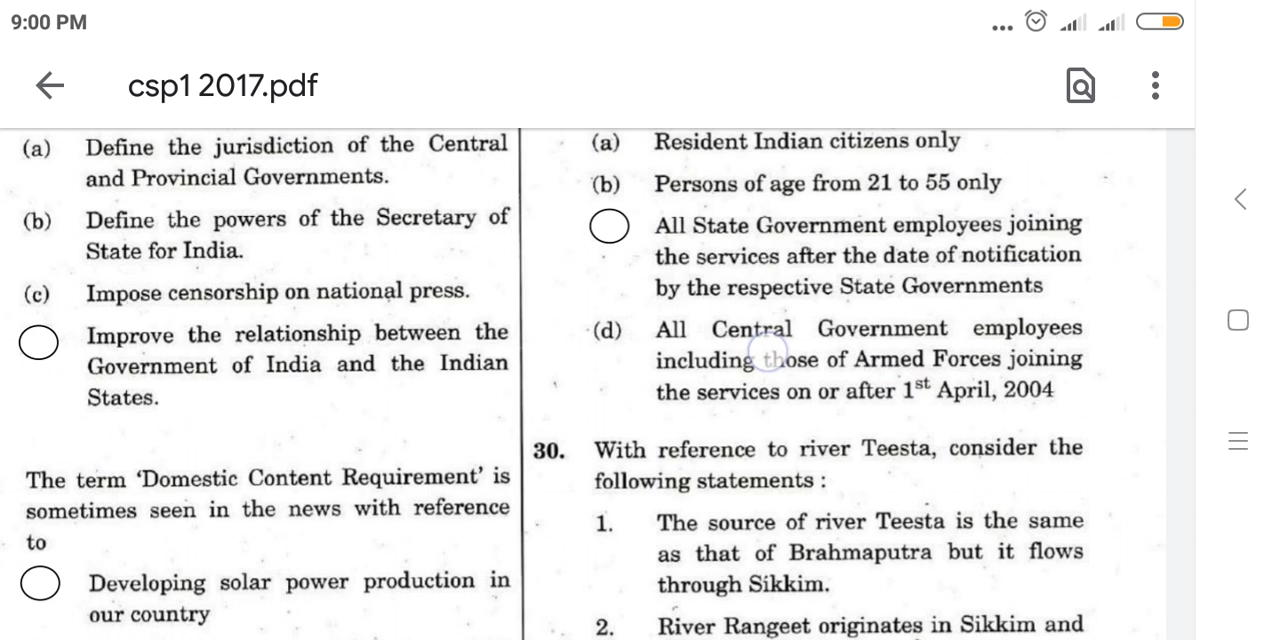 9:00 PM
csp1 2017.pdf
(a) Define the jurisdiction of the Central
and Provincial Governments.
(b) Define the powers of the Secretary of
State for India.
(c) Impose censorship on national press.
Improve the relationship between the
Government of India and the Indian
States.
The term ‘Domestic Content Requirement’ is
sometimes seen in the news with reference
to
Developing solar power production in
our country
(a) Resident Indian citizens only
(b) Persons of age from 21 to 55 only
All State Government employees joining
the services after the date of notification
by the respective State Governments
(d) All Central Government employees
including those of Armed Forces joining
the services on or after 1st April, 2004
30. With reference to river Teesta, consider the
following statements :
1. The source of river Teesta is the same
as that of Brahmaputra but it flows
through Sikkim.
2. River Rangeet originates in Sikkim and